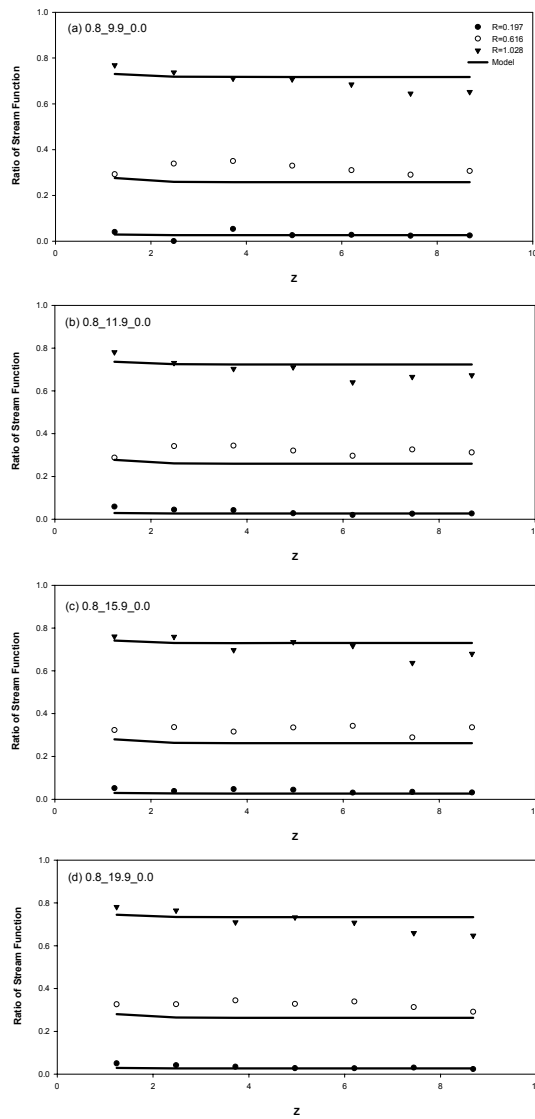 (a) 0.8_9.9_0.0
R=0.197
R=0.616
R=1.028
Model
Ratio of Stream Function
1.0
0.8
0.6
0.4
0.2
0.0
0 2 4 6 8 10
Z
(b) 0.8_11.9_0.0
Ratio of Stream Function
1.0
0.8
0.6
0.4
0.2
0.0
0 2 4 6 8
Z
(c) 0.8_15.9_0.0
Ratio of Stream Function
1.0
0.8
0.6
0.4
0.2
0.0
0 2 4 6 8
Z
(d) 0.8_19.9_0.0
Ratio of Stream Function
1.0
0.8
0.6
0.4
0.2
0.0
0 2 4 6 8
Z